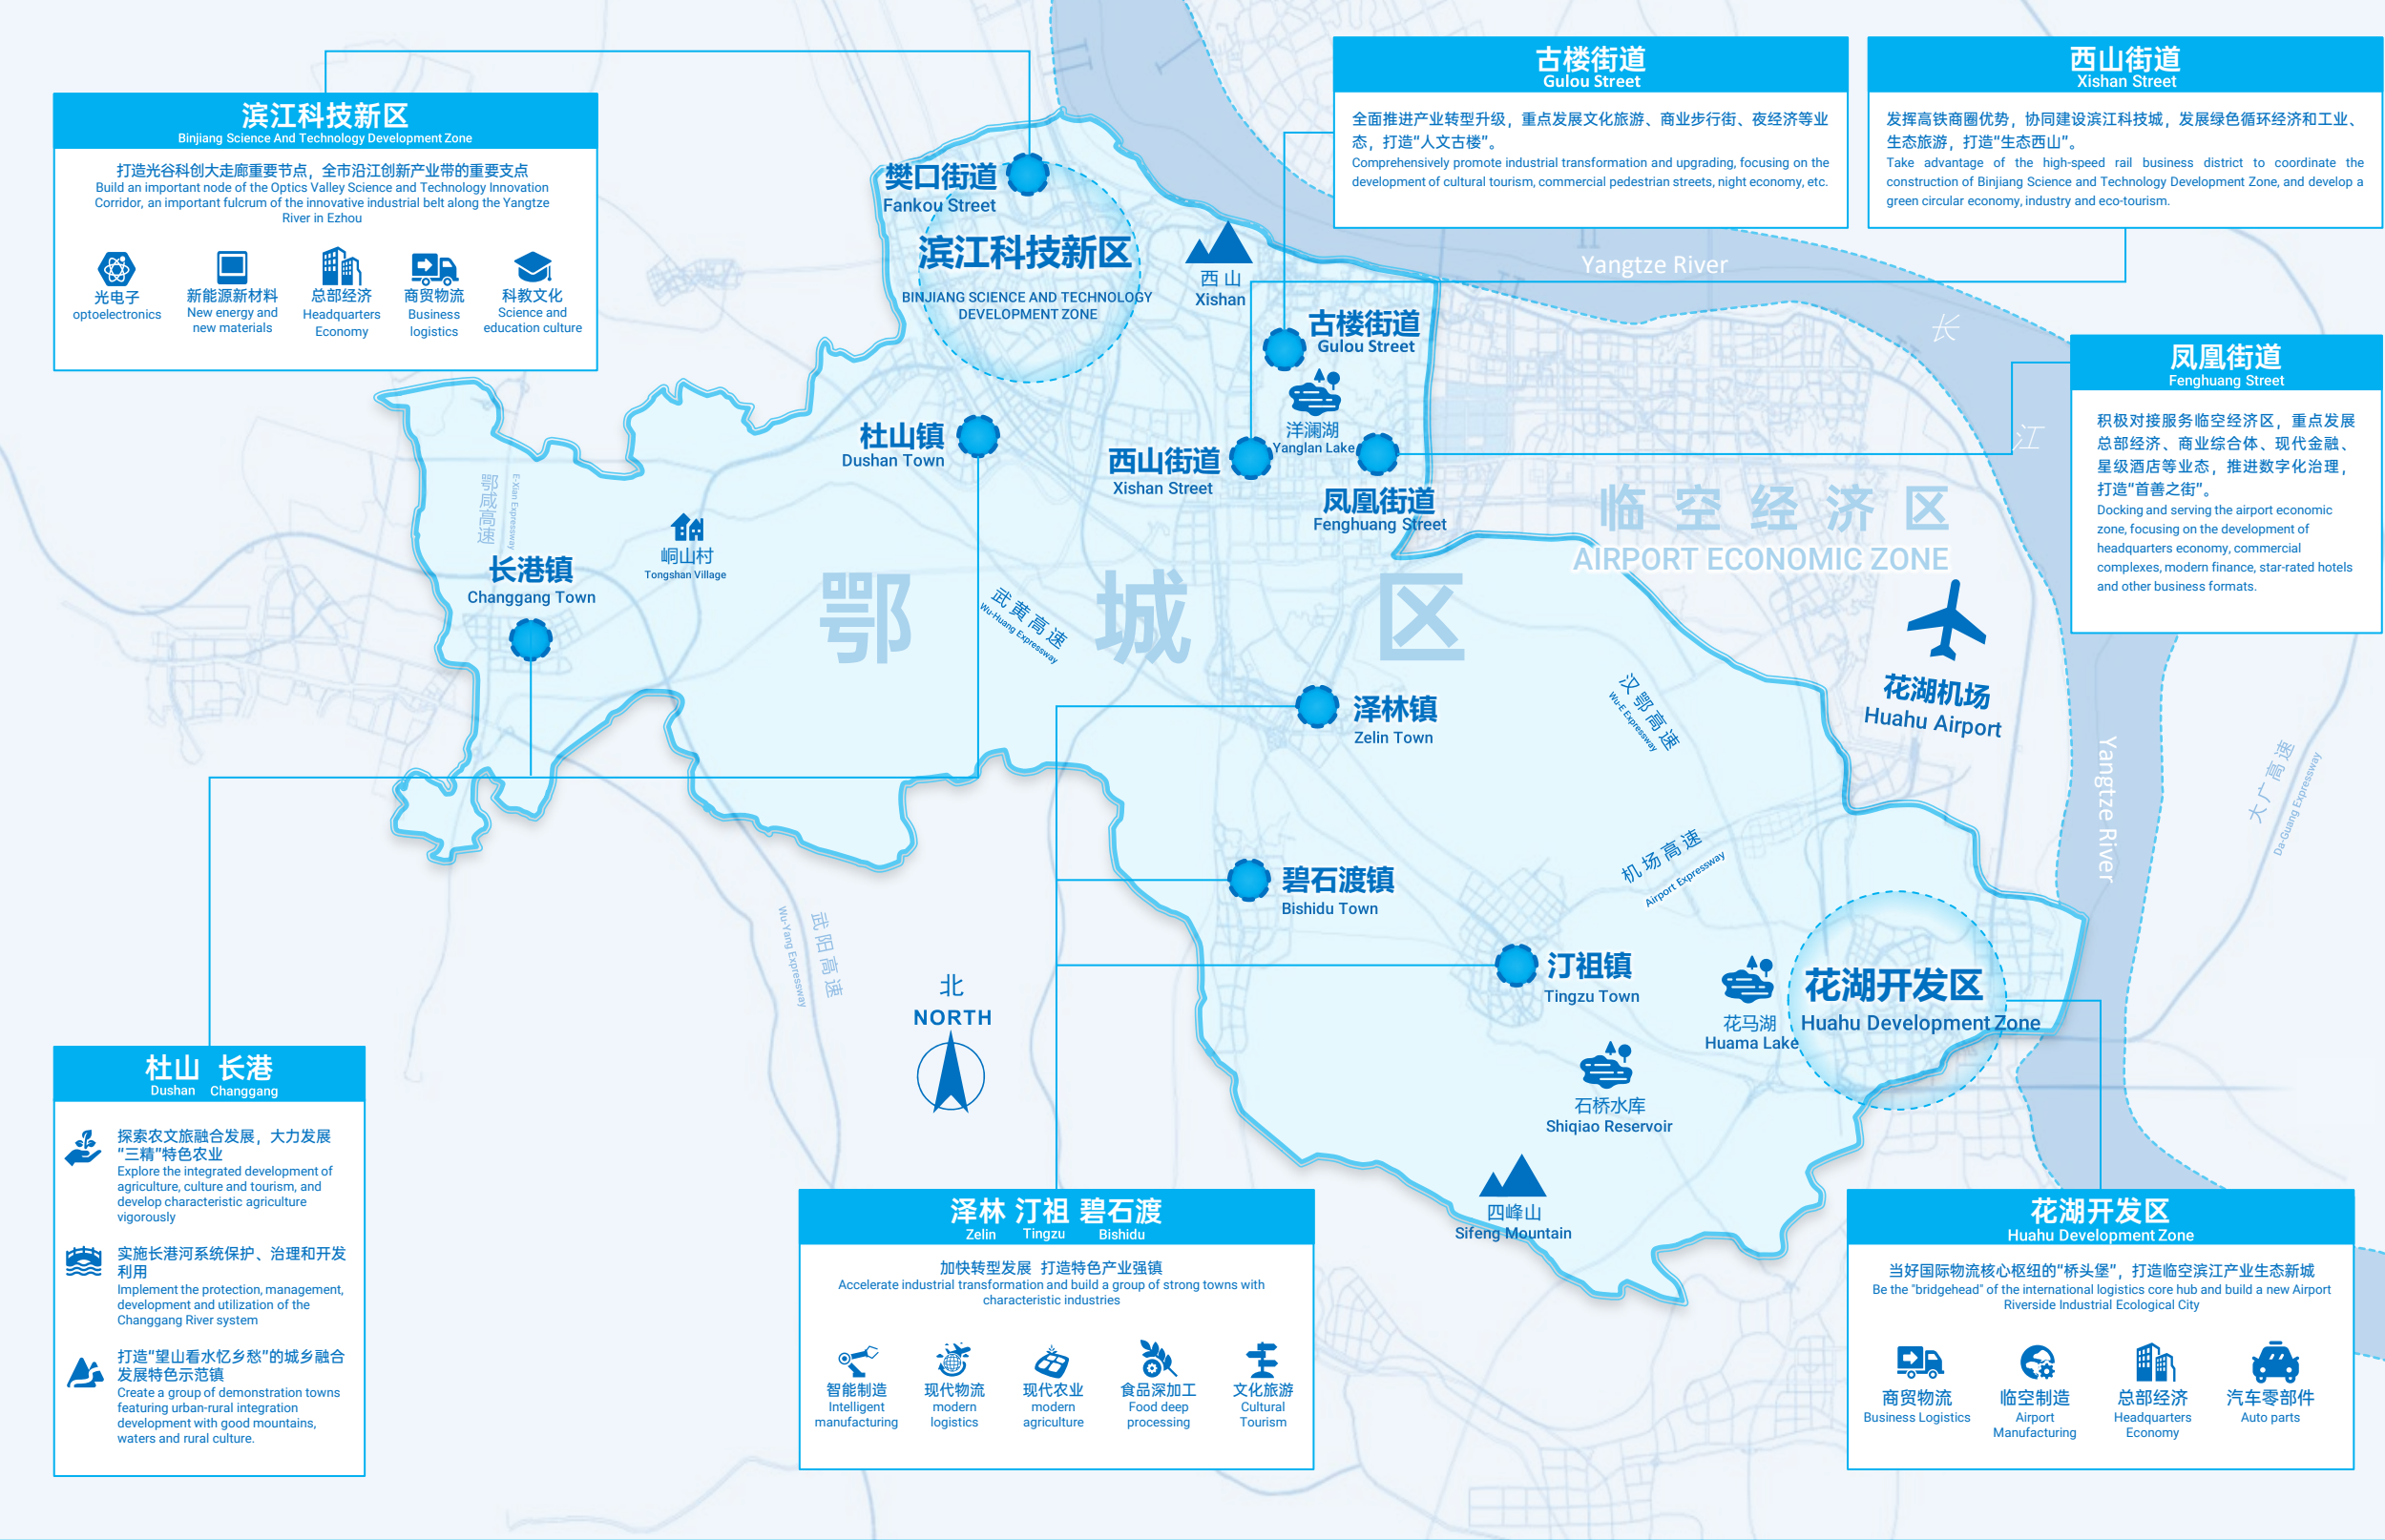 滨江科技新区
Binjiang Science And Technology Development Zone
打造光谷科创大走廊重要节点，全市沿江创新产业带的重要支点
Build an important node of the Optics Valley Science and Technology Innovation
Corridor, an important fulcrum of the innovative industrial belt along the Yangtze
River in Ezhou
光电子
optoelectronics
新能源新材料
New energy and
new materials
总部经济
Headquarters
Economy
商贸物流
Business
logistics
科教文化
Science and
education culture
古楼街道
Gulou Street
全面推进产业转型升级，重点发展文化旅游、商业步行街、夜经济等业
态，打造“人文古楼”。
Comprehensively promote industrial transformation and upgrading, focusing on the
development of cultural tourism, commercial pedestrian streets, night economy, etc.
西山街道
Xishan Street
发挥高铁商圈优势，协同建设滨江科技城，发展绿色循环经济和工业、
生态旅游，打造“生态西山”。
Take advantage of the high-speed rail business district to coordinate the
construction of Binjiang Science and Technology Development Zone, and develop a
green circular economy, industry and eco-tourism.
凤凰街道
Fenghuang Street
积极对接服务临空经济区，重点发展
总部经济、商业综合体、现代金融、
星级酒店等业态，推进数字化治理，
打造“首善之街”。
Docking and serving the airport economic
zone, focusing on the development of
headquarters economy, commercial
complexes, modern finance, star-rated hotels
and other business formats.
樊口街道
Fankou Street
滨江科技新区
BINJIANG SCIENCE AND TECHNOLOGY
DEVELOPMENT ZONE
西山
Xishan
Yangtze River
长
江
古楼街道
Gulou Street
洋澜湖
Yanglan Lake
杜山镇
Dushan Town
西山街道
Xishan Street
凤凰街道
Fenghuang Street
临空经济区
AIRPORT ECONOMIC ZONE
鄂咸高速
E-Xian Expressway
峒山村
Tongshan Village
长港镇
Changgang Town
鄂城区
武黄高速
Wu-Huang Expressway
花湖机场
Huahu Airport
汉鄂高速
Wu-E Expressway
泽林镇
Zelin Town
Yangtze River
大广高速
Da-Guang Expressway
机场高速
Airport Expressway
碧石渡镇
Bishidu Town
武阳高速
Wu-Yang Expressway
汀祖镇
Tingzu Town
花马湖
Huama Lake
花湖开发区
Huahu Development Zone
北
NORTH
石桥水库
Shiqiao Reservoir
四峰山
Sifeng Mountain
杜山 长港
Dushan Changgang
探索农文旅融合发展，大力发展
“三精”特色农业
Explore the integrated development of
agriculture, culture and tourism, and
develop characteristic agriculture
vigorously
实施长港河系统保护、治理和开发
利用
Implement the protection, management,
development and utilization of the
Changgang River system
打造“望山看水忆乡愁”的城乡融合
发展特色示范镇
Create a group of demonstration towns
featuring urban-rural integration
development with good mountains,
waters and rural culture.
泽林 汀祖 碧石渡
Zelin Tingzu Bishidu
加快转型发展 打造特色产业强镇
Accelerate industrial transformation and build a group of strong towns with
characteristic industries
智能制造
Intelligent
manufacturing
现代物流
modern
logistics
现代农业
modern
agriculture
食品深加工
Food deep
processing
文化旅游
Cultural
Tourism
花湖开发区
Huahu Development Zone
当好国际物流核心枢纽的“桥头堡”，打造临空滨江产业生态新城
Be the "bridgehead" of the international logistics core hub and build a new Airport
Riverside Industrial Ecological City
商贸物流
Business Logistics
临空制造
Airport
Manufacturing
总部经济
Headquarters
Economy
汽车零部件
Auto parts